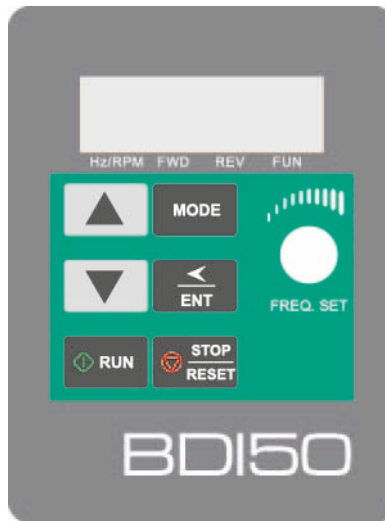 Hz/RPM FWD REV FUN
MODE
<
ENT
FREQ. SET
RUN
STOP
RESET
BDI50